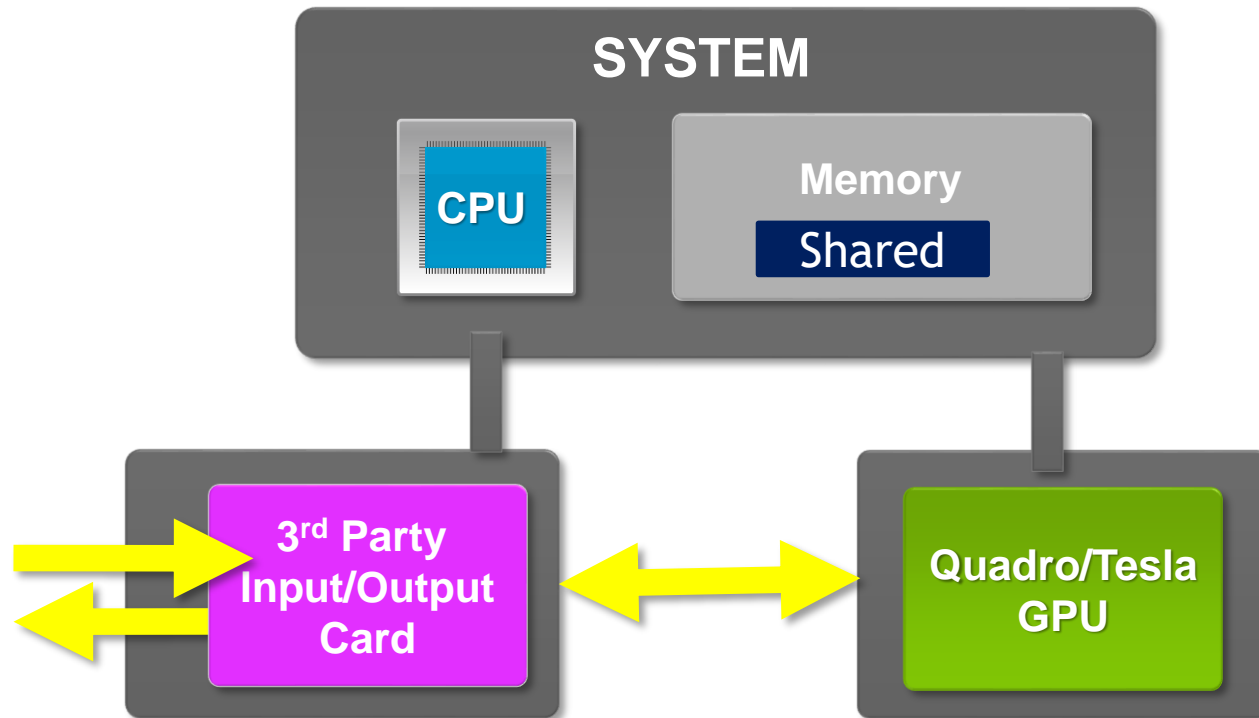 SYSTEM
CPU
Memory
Shared
3rd Party
Input/Output
Card
Quadro/Tesla
GPU